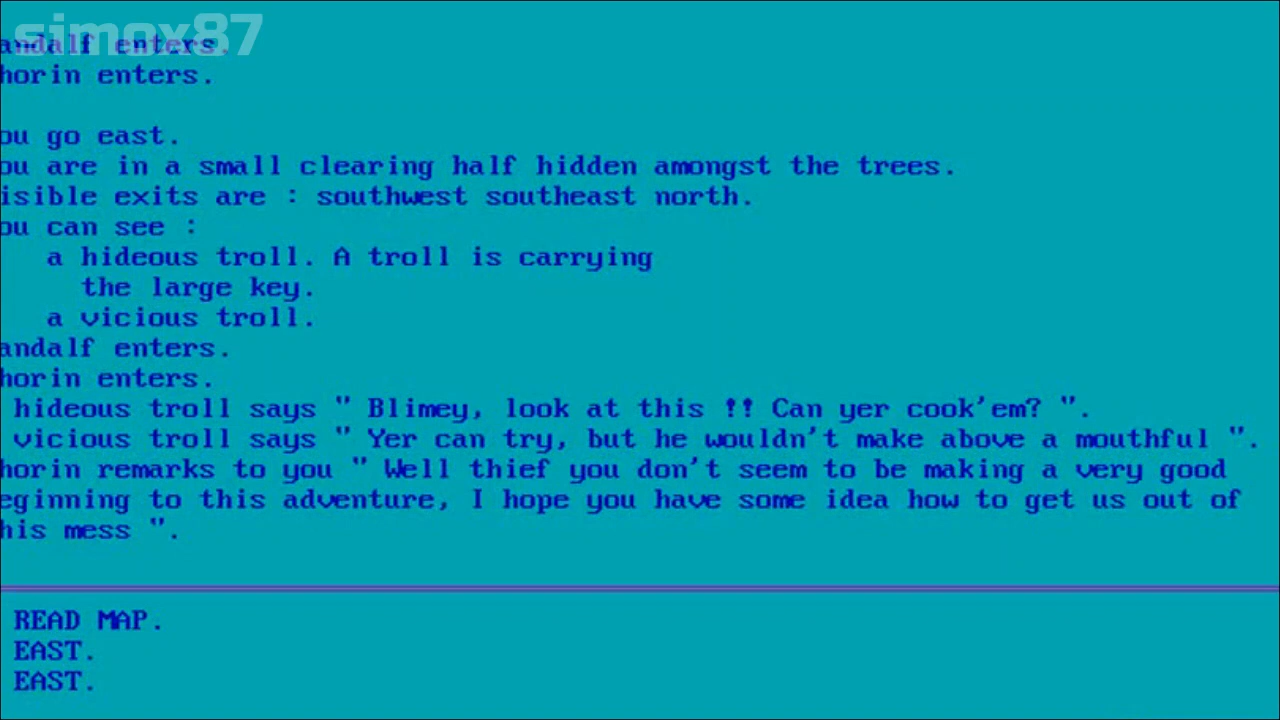 simox87
andalf enters.
horin enters.
ou go east.
ou are in a small clearing half hidden amongst the trees.
isible exits are : southwest southeast north.
ou can see :
a hideous troll. A troll is carrying
the large key.
a vicious troll.
andalf enters.
horin enters.
hideous troll says " Blimey, look at this !! Can yer cook'em? ".
vicious troll says " Yer can try, but he wouldn't make above a mouthful ".
horin remarks to you " Well thief you don't seem to be making a very good
eginning to this adventure, I hope you have some idea how to get us out of
his mess ".
READ MAP.
EAST.
EAST.